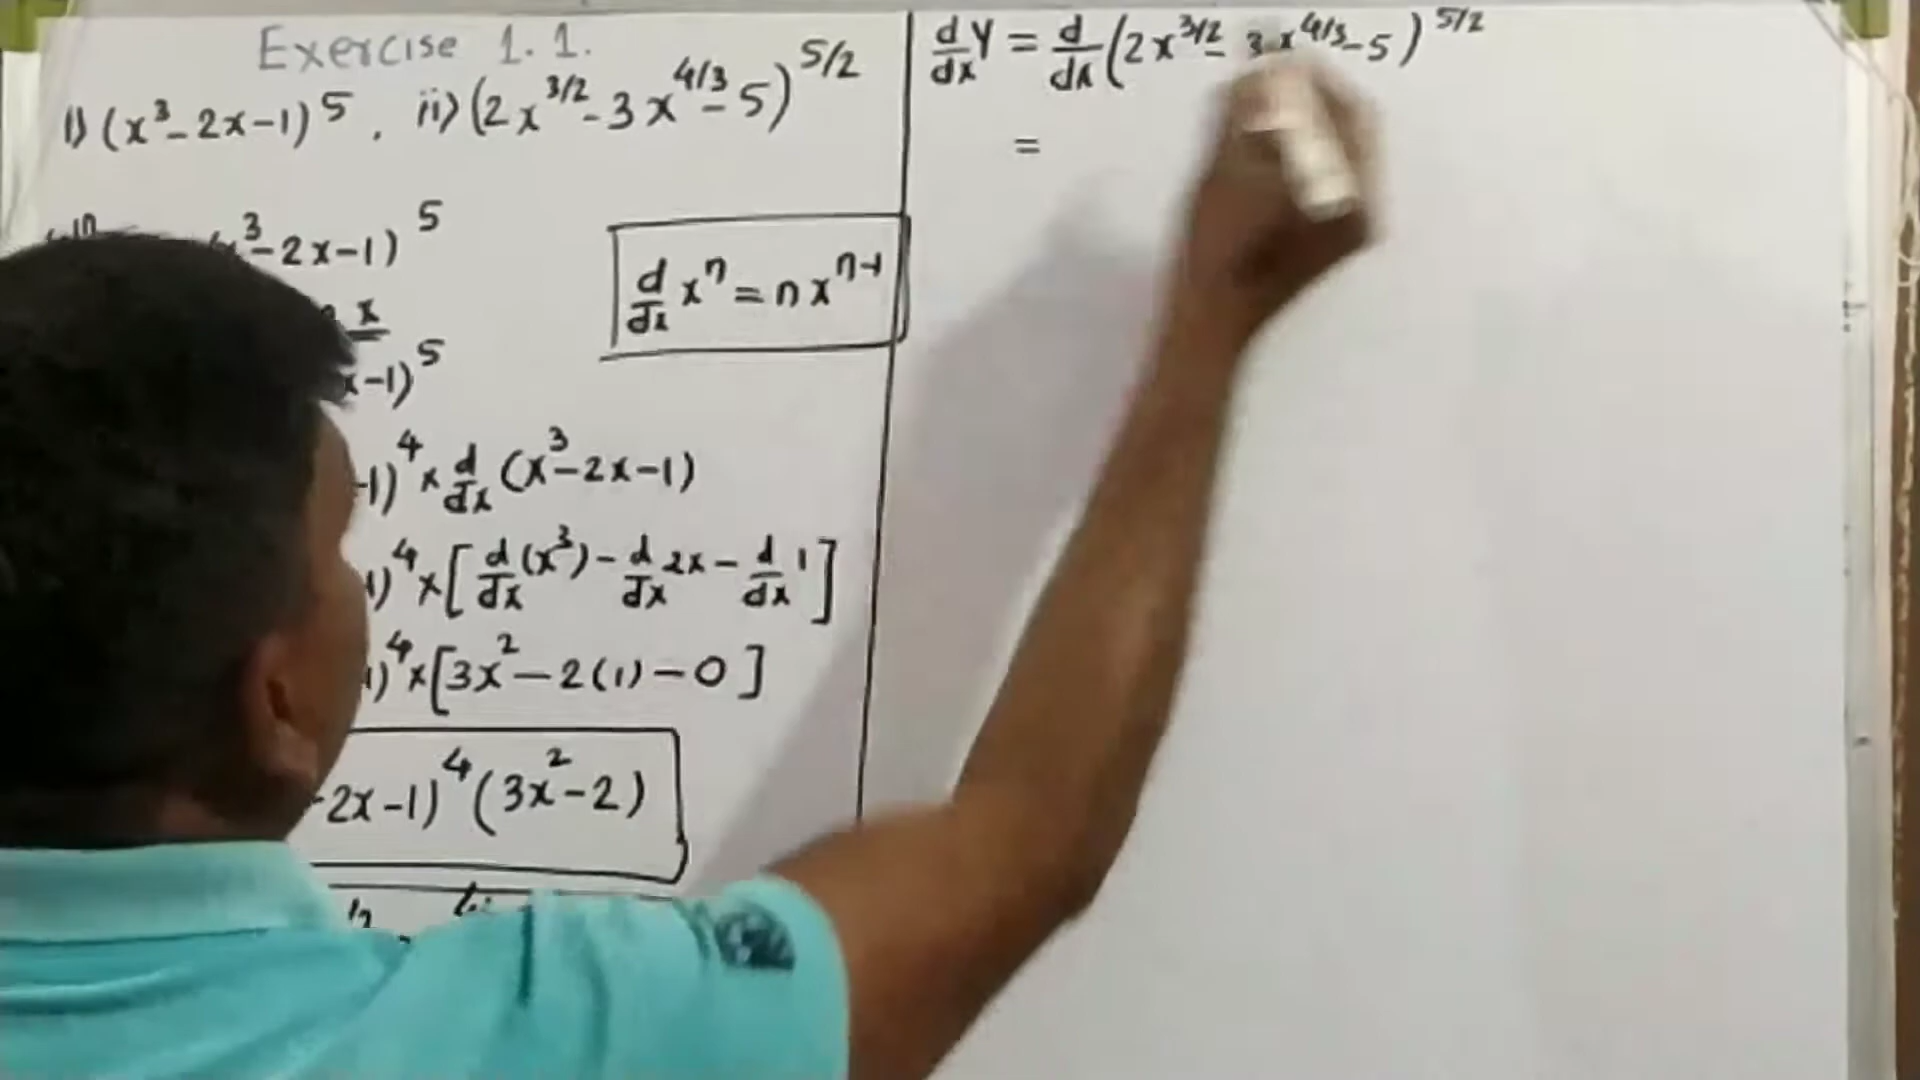 Exercise 1.1.
i) (x³-2x-1)⁵, ii) (2x^{3/2}-3x^{4/3}-5)^{5/2}
³-2x-1)⁵
x
x-1)⁵
-1)⁴ × d/dx (x³-2x-1)
1)⁴ × [d/dx (x³) - d/dx 2x - d/dx 1]
1)⁴ × [3x² - 2(1) - 0]
-2x-1)⁴ (3x²-2)
d/dx xⁿ = n x^{n-1}
d/dx y = d/dx (2x^{3/2} - 3x^{4/3} - 5)^{5/2}
=